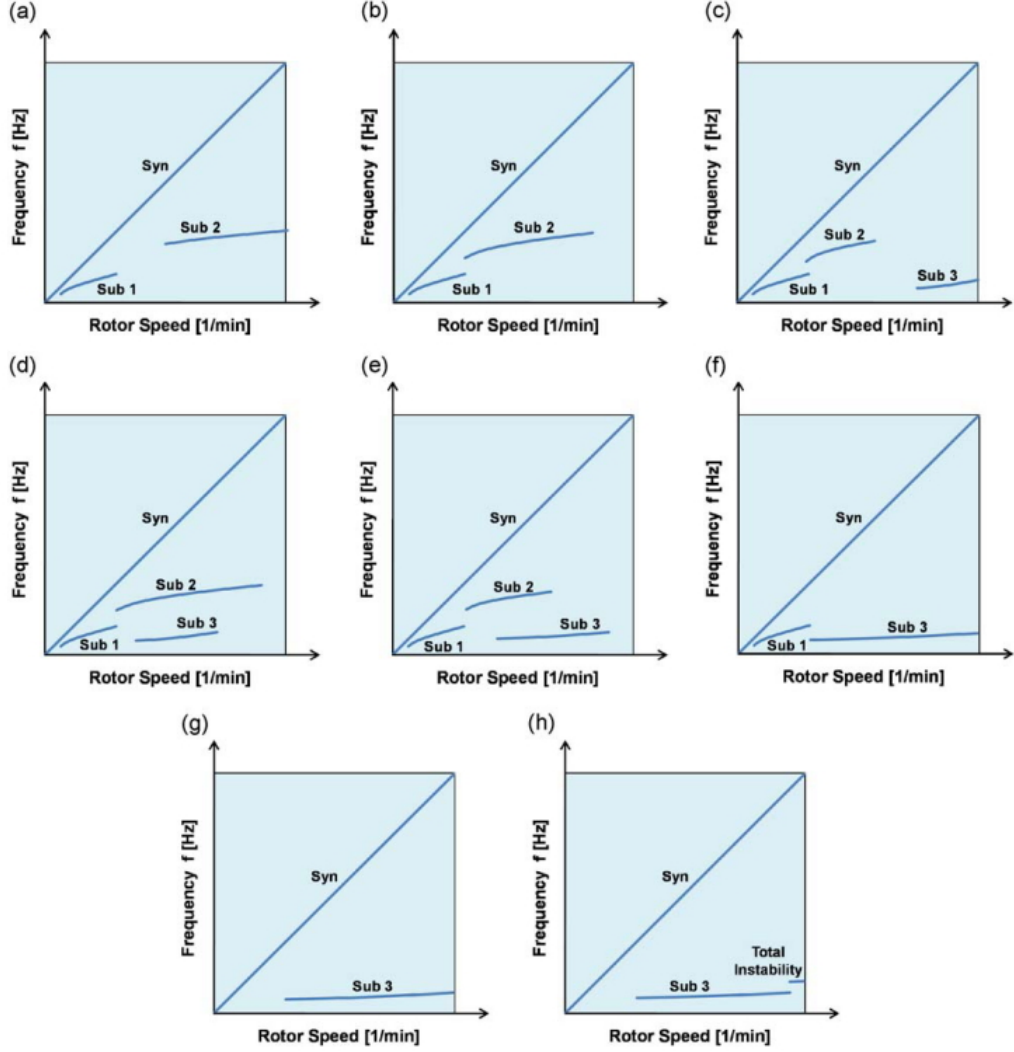 (a)
Frequency f [Hz]
Syn
Sub 2
Sub 1
Rotor Speed [1/min]
(b)
Frequency f [Hz]
Syn
Sub 2
Sub 1
Rotor Speed [1/min]
(c)
Frequency f [Hz]
Syn
Sub 2
Sub 1
Sub 3
Rotor Speed [1/min]
(d)
Frequency f [Hz]
Syn
Sub 2
Sub 3
Sub 1
Rotor Speed [1/min]
(e)
Frequency f [Hz]
Syn
Sub 2
Sub 3
Sub 1
Rotor Speed [1/min]
(f)
Frequency f [Hz]
Syn
Sub 3
Sub 1
Rotor Speed [1/min]
(g)
Frequency f [Hz]
Syn
Sub 3
Rotor Speed [1/min]
(h)
Frequency f [Hz]
Syn
Total
Instability
Sub 3
Rotor Speed [1/min]